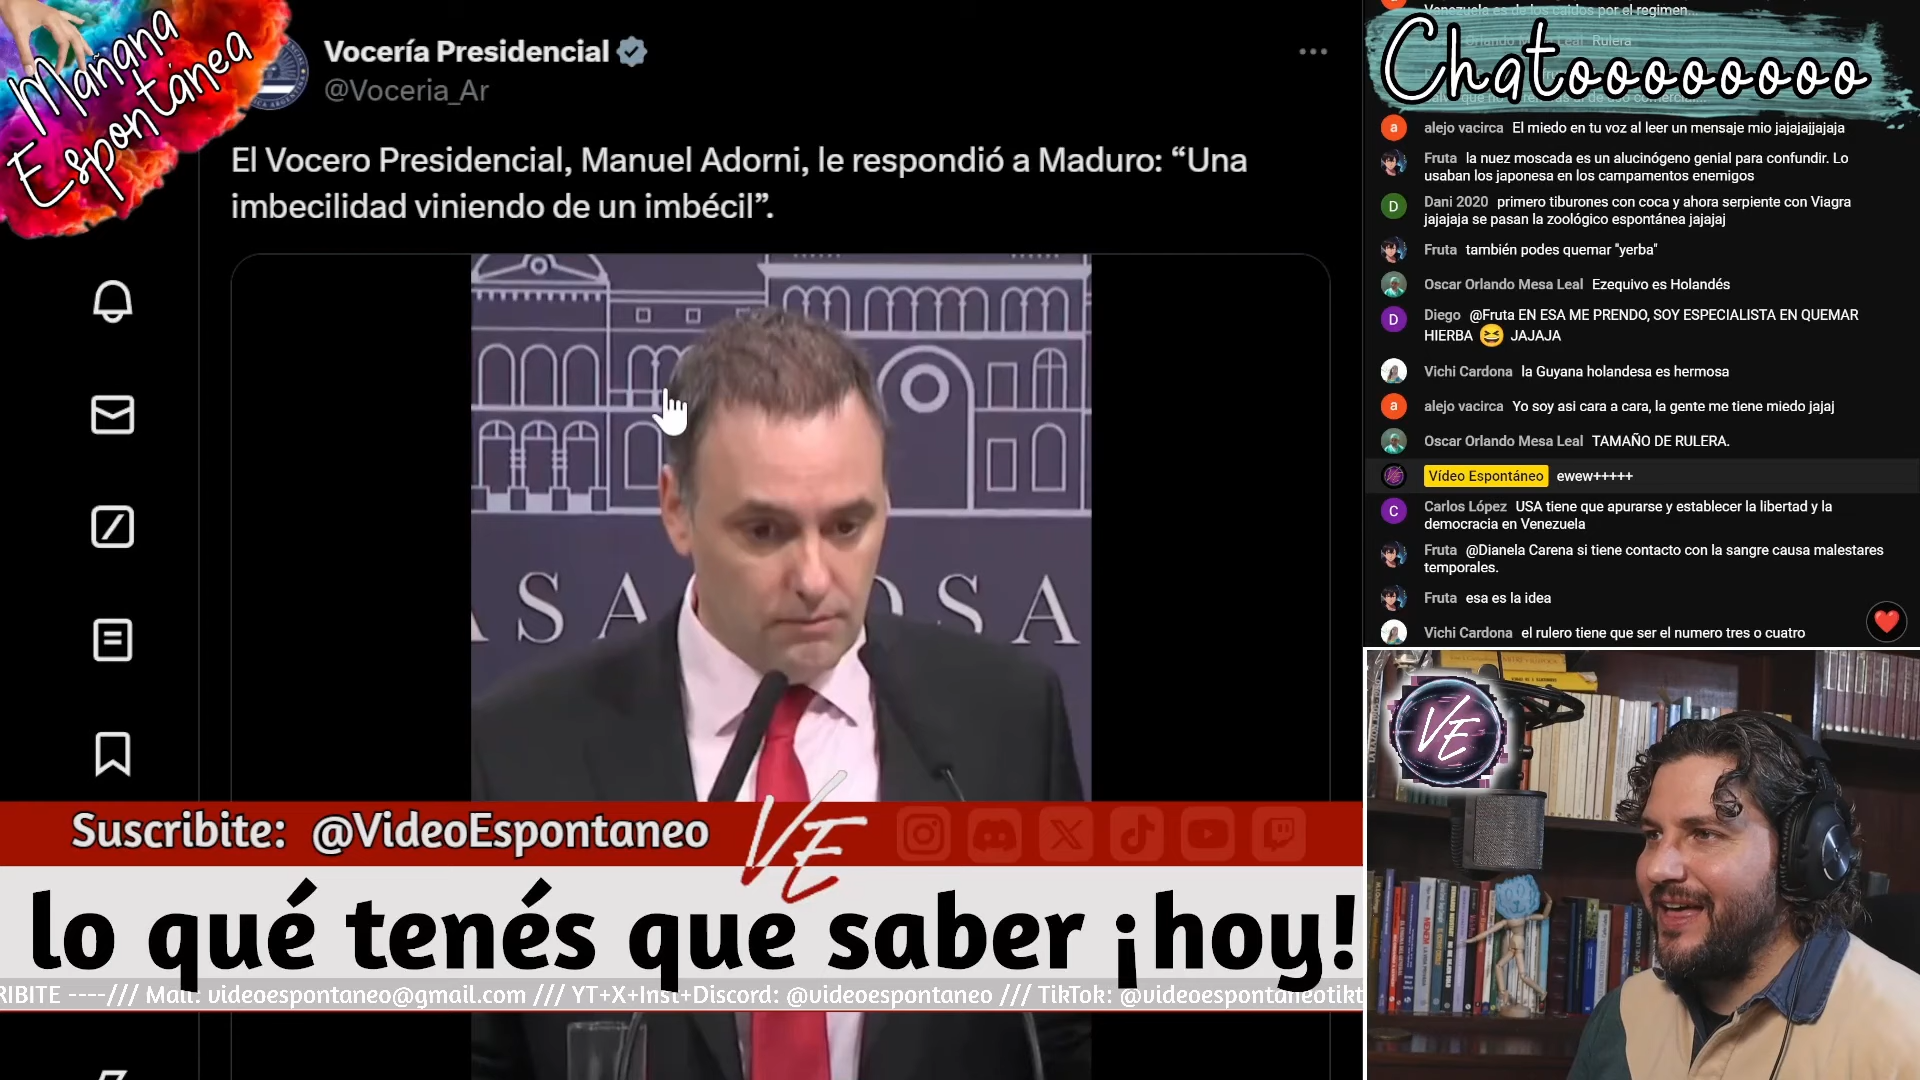 Mañana
Espontánea
Vocería Presidencial
@Voceria_Ar
El Vocero Presidencial, Manuel Adorni, le respondió a Maduro: “Una
imbecilidad viniendo de un imbécil”.
Suscribite: @VideoEspontaneo
VE
lo qué tenés que saber ¡hoy!
RIBITE ----/// Mail: videoespontaneo@gmail.com /// YT+X+Inst+Discord: @videoespontaneo /// TikTok: @videoespontaneotikt
Chatooooooooo
alejo vacirca El miedo en tu voz al leer un mensaje mio jajajajjajaja
Fruta la nuez moscada es un alucinógeno genial para confundir. Lo
usaban los japonesa en los campamentos enemigos
Dani 2020 primero tiburones con coca y ahora serpiente con Viagra
jajajaja se pasan la zoológico espontánea jajajaj
Fruta también podes quemar "yerba"
Oscar Orlando Mesa Leal Ezequivo es Holandés
Diego @Fruta EN ESA ME PRENDO, SOY ESPECIALISTA EN QUEMAR
HIERBA 😆 JAJAJA
Vichi Cardona la Guyana holandesa es hermosa
alejo vacirca Yo soy asi cara a cara, la gente me tiene miedo jajaj
Oscar Orlando Mesa Leal TAMAÑO DE RULERA.
Vídeo Espontáneo ewew+++++
Carlos López USA tiene que apurarse y establecer la libertad y la
democracia en Venezuela
Fruta @Dianela Carena si tiene contacto con la sangre causa malestares
temporales.
Fruta esa es la idea
Vichi Cardona el rulero tiene que ser el numero tres o cuatro
VE